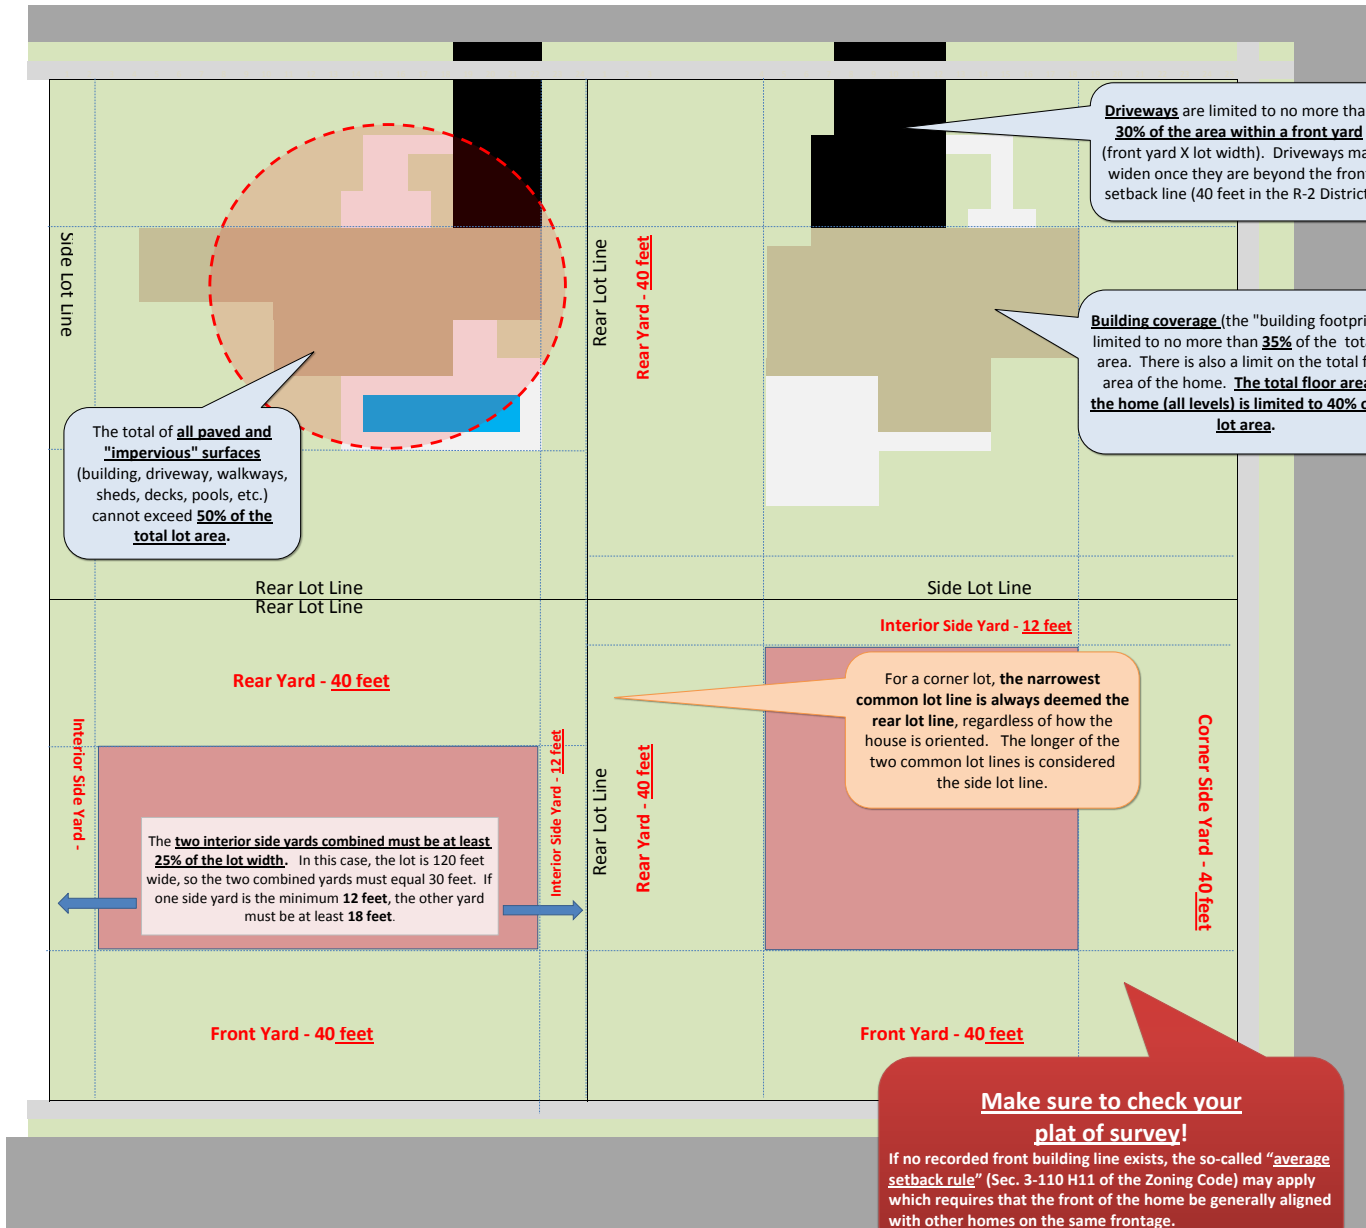 Driveways are limited to no more tha
30% of the area within a front yard
(front yard X lot width). Driveways ma
widen once they are beyond the fron
setback line (40 feet in the R-2 District
Side Lot Line
Rear Lot Line
Rear Yard - 40 feet
Building coverage (the "building footpri
limited to no more than 35% of the tot
area. There is also a limit on the total f
area of the home. The total floor area
the home (all levels) is limited to 40% o
lot area.
The total of all paved and
"impervious" surfaces
(building, driveway, walkways,
sheds, decks, pools, etc.)
cannot exceed 50% of the
total lot area.
Rear Lot Line
Rear Lot Line
Side Lot Line
Interior Side Yard - 12 feet
Rear Yard - 40 feet
For a corner lot, the narrowest
common lot line is always deemed the
rear lot line, regardless of how the
house is oriented. The longer of the
two common lot lines is considered
the side lot line.
Interior Side Yard -
Interior Side Yard - 12 feet
Rear Lot Line
Rear Yard - 40 feet
Corner Side Yard - 40 feet
The two interior side yards combined must be at least
25% of the lot width. In this case, the lot is 120 feet
wide, so the two combined yards must equal 30 feet. If
one side yard is the minimum 12 feet, the other yard
must be at least 18 feet.
Front Yard - 40 feet
Front Yard - 40 feet
Make sure to check your
plat of survey!
If no recorded front building line exists, the so-called “average
setback rule” (Sec. 3-110 H11 of the Zoning Code) may apply
which requires that the front of the home be generally aligned
with other homes on the same frontage.